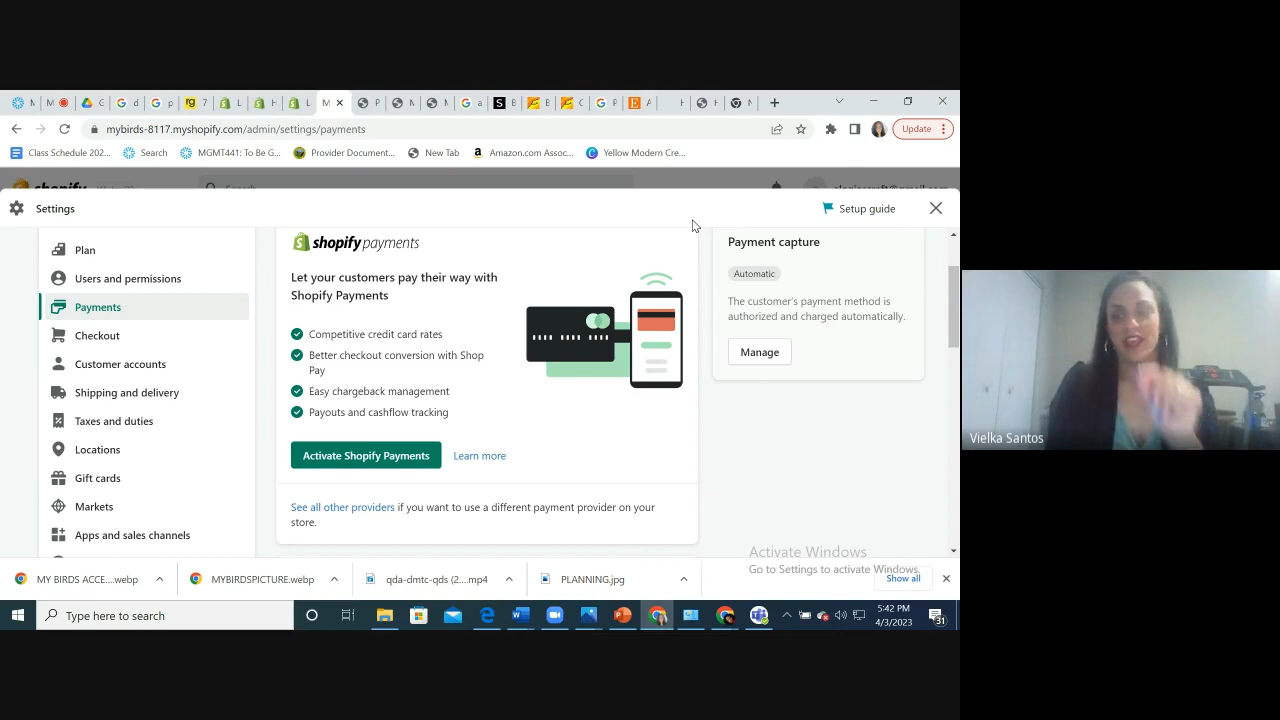 M
M
G
d
p
7
L
H
L
M
P
M
M
a
B
B
C
P
A
H
H
N
mybirds-8117.myshopify.com/admin/settings/payments
Update
Class Schedule 202...
Search
MGMT441: To Be G...
Provider Document...
New Tab
Amazon.com Assoc...
Yellow Modern Cre...
shopify
Search
Settings
Setup guide
Plan
Users and permissions
Payments
Checkout
Customer accounts
Shipping and delivery
Taxes and duties
Locations
Gift cards
Markets
Apps and sales channels
shopify payments
Let your customers pay their way with
Shopify Payments
Competitive credit card rates
Better checkout conversion with Shop
Pay
Easy chargeback management
Payouts and cashflow tracking
Activate Shopify Payments
Learn more
See all other providers if you want to use a different payment provider on your
store.
Payment capture
Automatic
The customer's payment method is
authorized and charged automatically.
Manage
Vielka Santos
Activate Windows
Go to Settings to activate Windows.
MY BIRDS ACCE....webp
MYBIRDSPICTURE.webp
qda-dmtc-qds (2....mp4
PLANNING.jpg
Show all
Type here to search
5:42 PM
4/3/2023
31